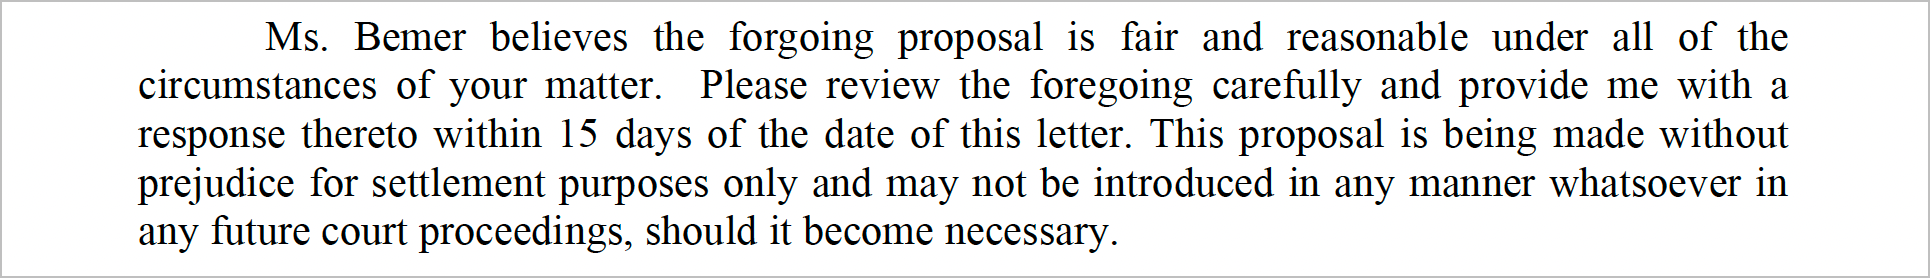 Ms. Bemer believes the forgoing proposal is fair and reasonable under all of the
circumstances of your matter.  Please review the foregoing carefully and provide me with a
response thereto within 15 days of the date of this letter. This proposal is being made without
prejudice for settlement purposes only and may not be introduced in any manner whatsoever in
any future court proceedings, should it become necessary.